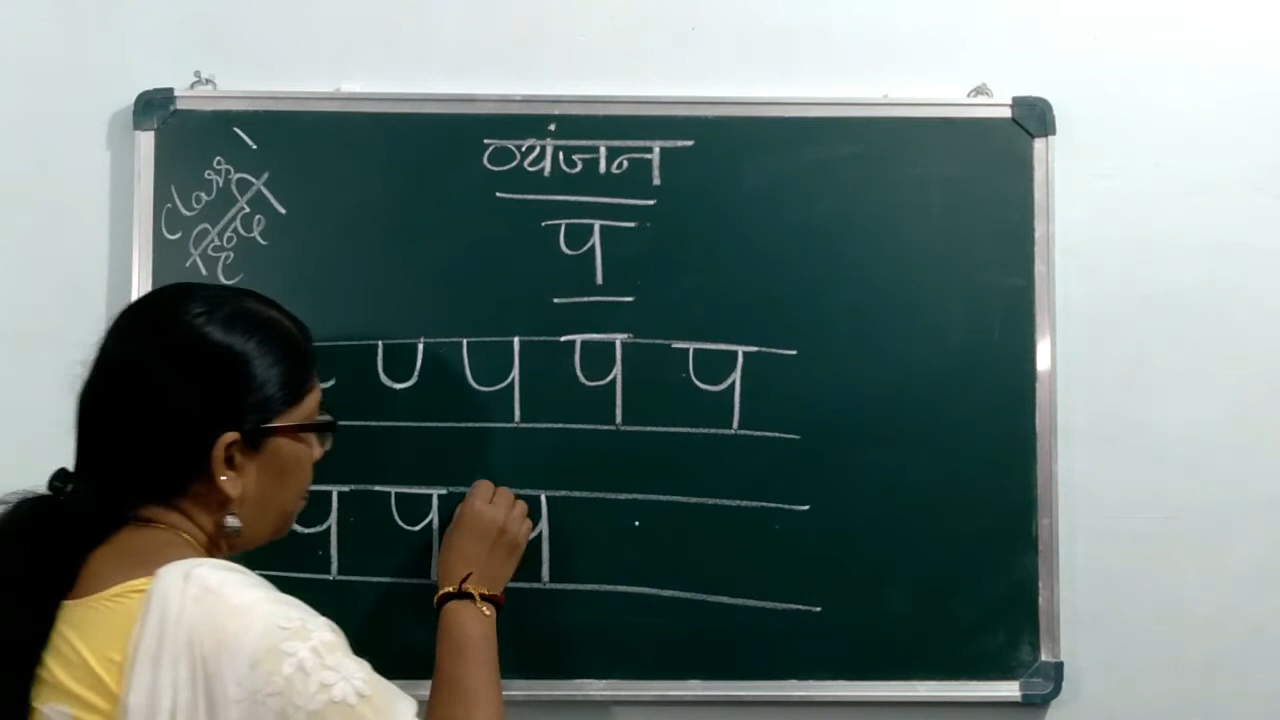 Class
हिन्दी
व्यंजन
प
प प प
प प